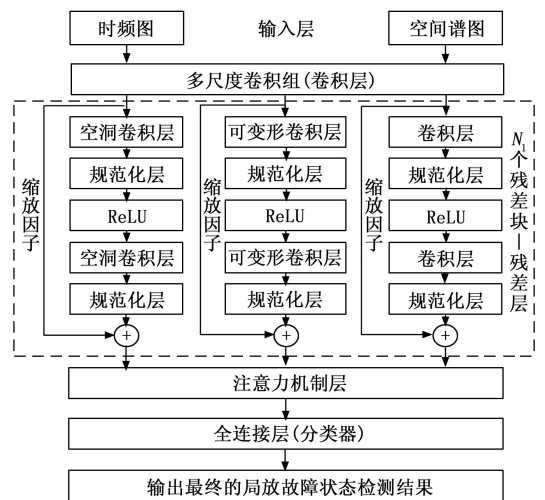 时频图 输入层 空间谱图
多尺度卷积组(卷积层)
空洞卷积层 可变形卷积层 卷积层
规范化层 规范化层 规范化层
ReLU ReLU ReLU
空洞卷积层 可变形卷积层 卷积层
规范化层 规范化层 规范化层
缩放因子 缩放因子 缩放因子
N₁个残差块—残差层
+ + +
注意力机制层
全连接层(分类器)
输出最终的局放故障状态检测结果